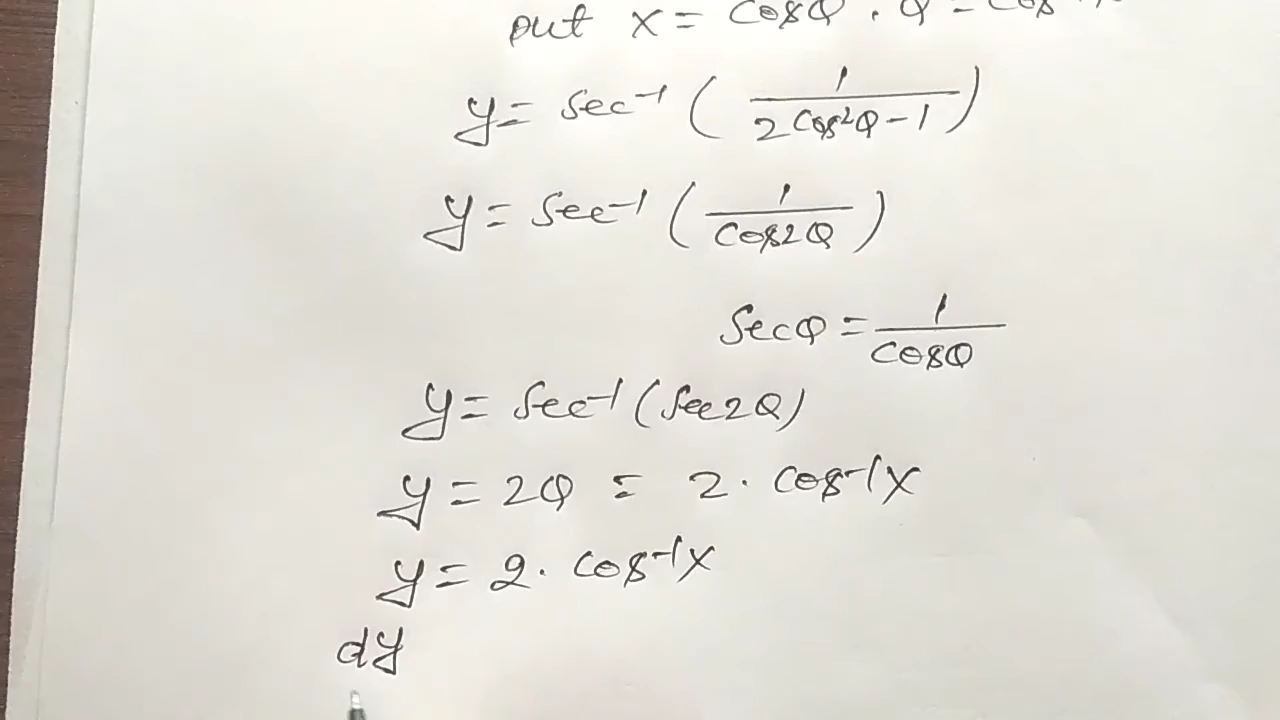 put x = cosθ . θ = cos
y = sec⁻¹ ( 1 / 2cos²θ - 1 )
y = sec⁻¹ ( 1 / cos2θ )
secθ = 1 / cosθ
y = sec⁻¹ (sec2θ)
y = 2θ = 2 . cos⁻¹x
y = 2 . cos⁻¹x
dy